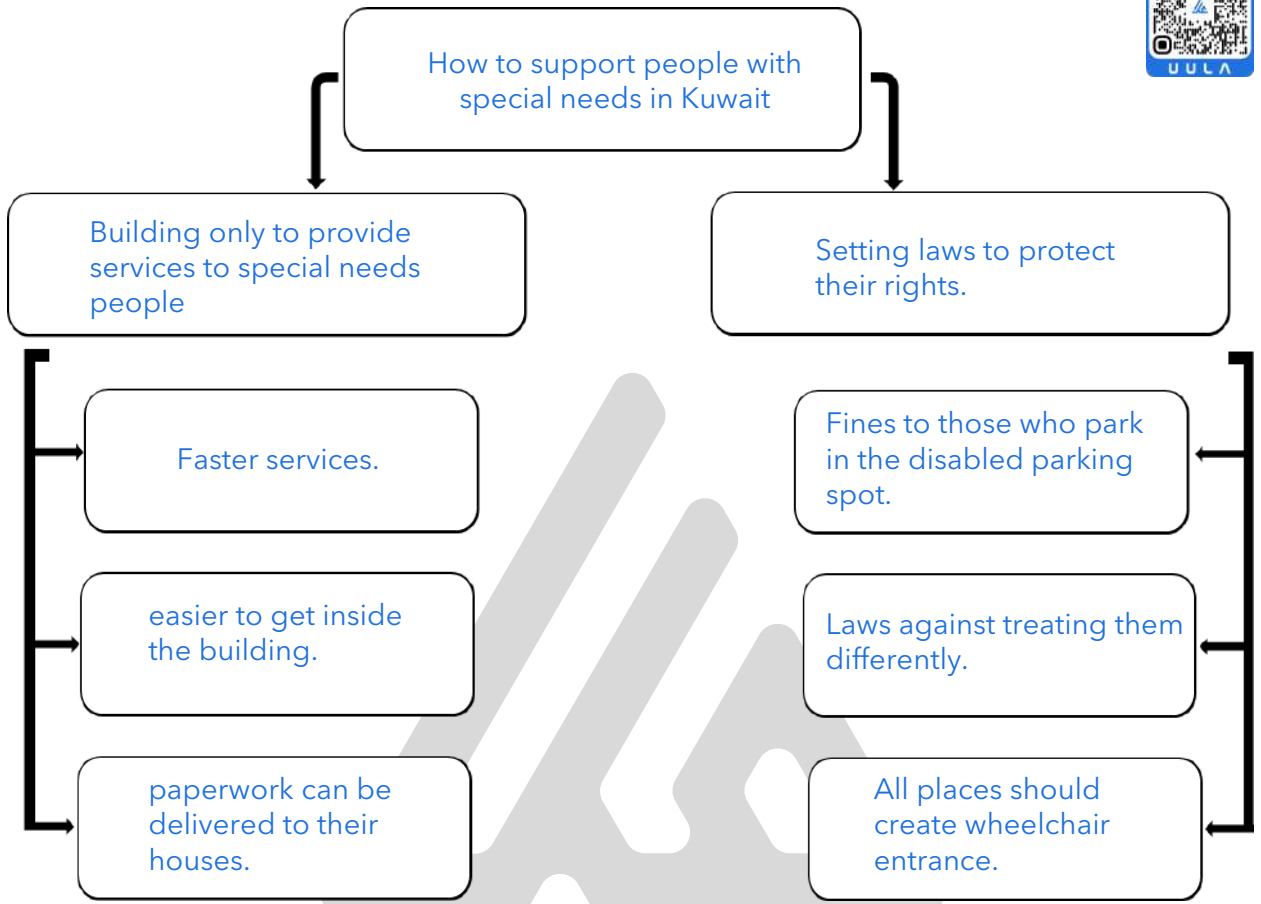 UULA
How to support people with
special needs in Kuwait
Building only to provide
services to special needs
people
Setting laws to protect
their rights.
Faster services.
easier to get inside
the building.
paperwork can be
delivered to their
houses.
Fines to those who park
in the disabled parking
spot.
Laws against treating them
differently.
All places should
create wheelchair
entrance.